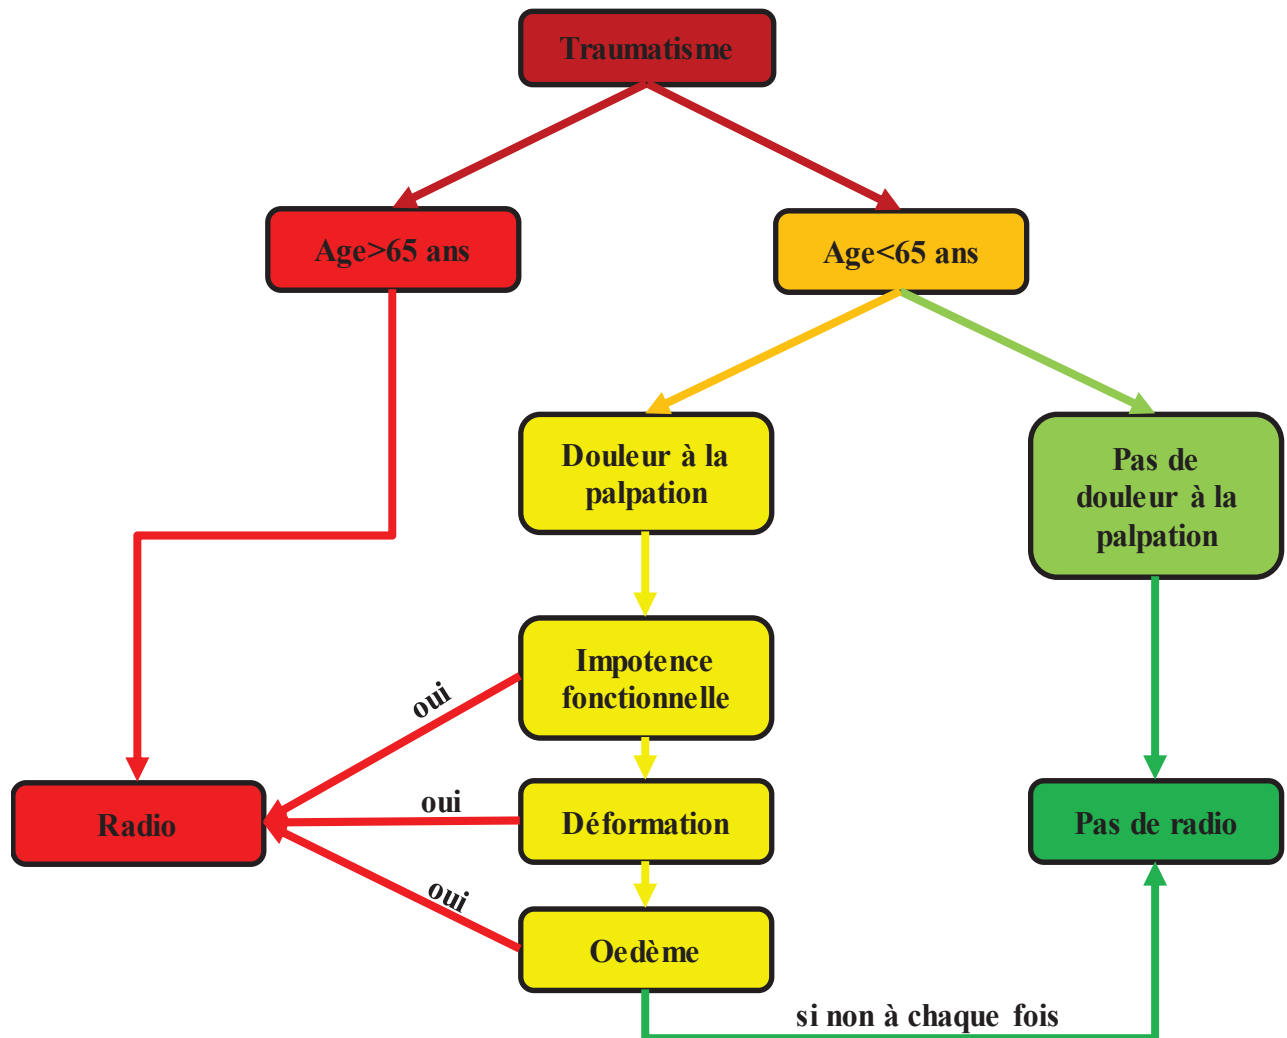 Traumatisme
Age>65 ans
Age<65 ans
Douleur à la
palpation
Pas de
douleur à la
palpation
Impotence
fonctionnelle
oui
Radio
oui
Déformation
Pas de radio
oui
Oedème
si non à chaque fois